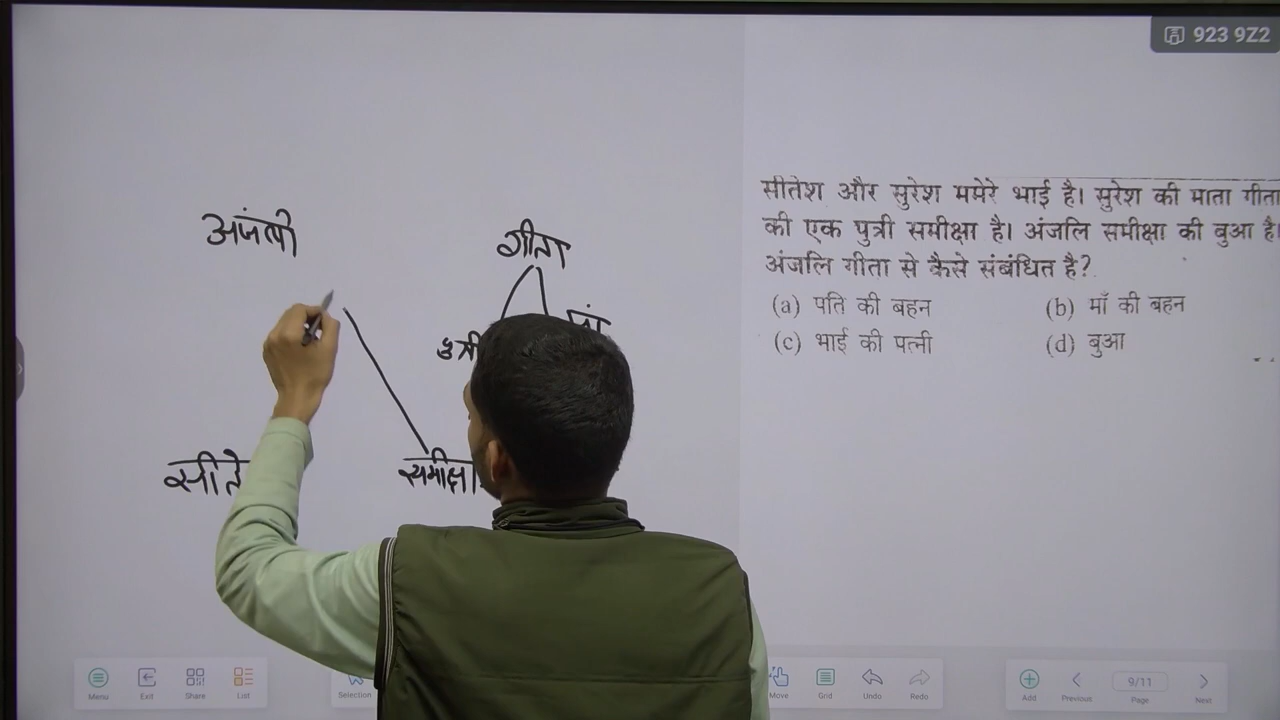 923 9Z2
सीतेश और सुरेश ममेरे भाई है। सुरेश की माता गीता
की एक पुत्री समीक्षा है। अंजलि समीक्षा की बुआ है।
अंजलि गीता से कैसे संबंधित है?
(a) पति की बहन (b) माँ की बहन
(c) भाई की पत्नी (d) बुआ
अंजली गीता
पुत्री
सीते समीक्षा
Menu Exit Share List Selection Move Grid Undo Redo Add Previous 9/11 Page Next